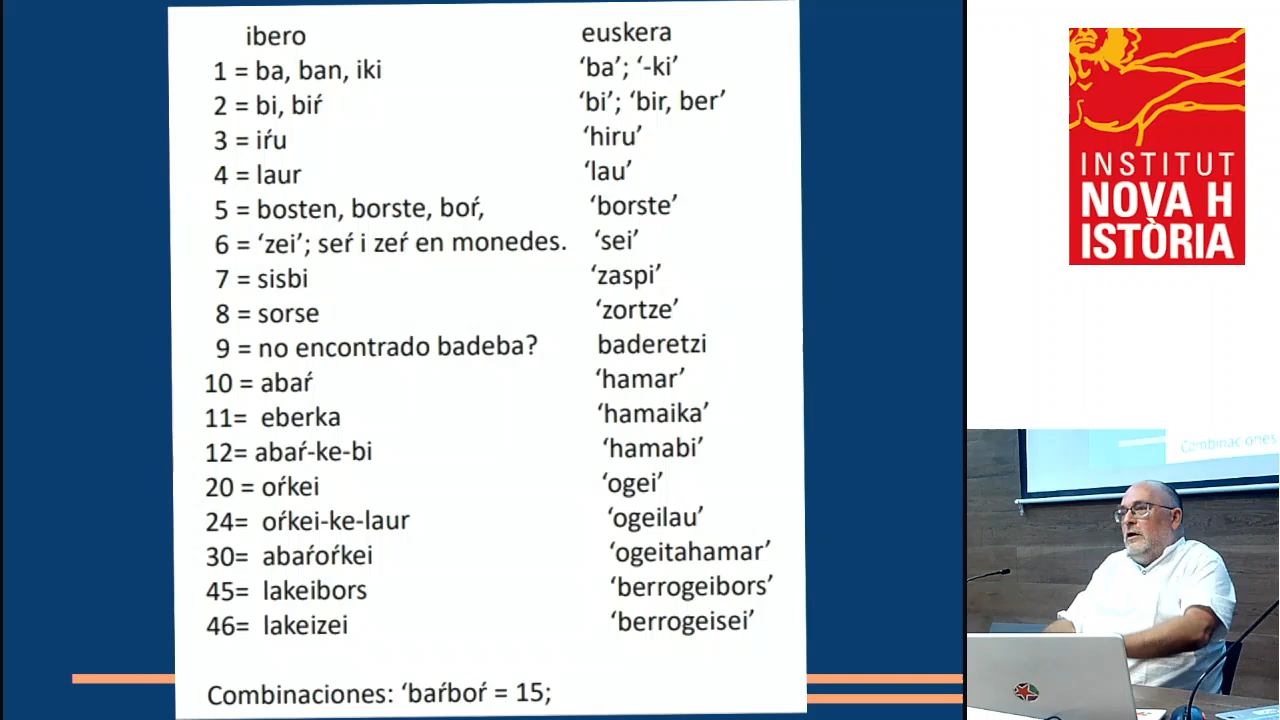 ibero euskera
1 = ba, ban, iki ‘ba’; ‘-ki’
2 = bi, biŕ ‘bi’; ‘bir, ber’
3 = iŕu ‘hiru’
4 = laur ‘lau’
5 = bosten, borste, boŕ, ‘borste’
6 = ‘zei’; seŕ i zeŕ en monedes. ‘sei’
7 = sisbi ‘zaspi’
8 = sorse ‘zortze’
9 = no encontrado badeba? baderetzi
10 = abaŕ ‘hamar’
11= eberka ‘hamaika’
12= abaŕ-ke-bi ‘hamabi’
20 = oŕkei ‘ogei’
24= oŕkei-ke-laur ‘ogeilau’
30= abaŕoŕkei ‘ogeitahamar’
45= lakeibors ‘berrogeibors’
46= lakeizei ‘berrogeisei’
Combinaciones: ‘baŕboŕ = 15;
INSTITUT
NOVA H
ISTÒRIA
Combinaciones